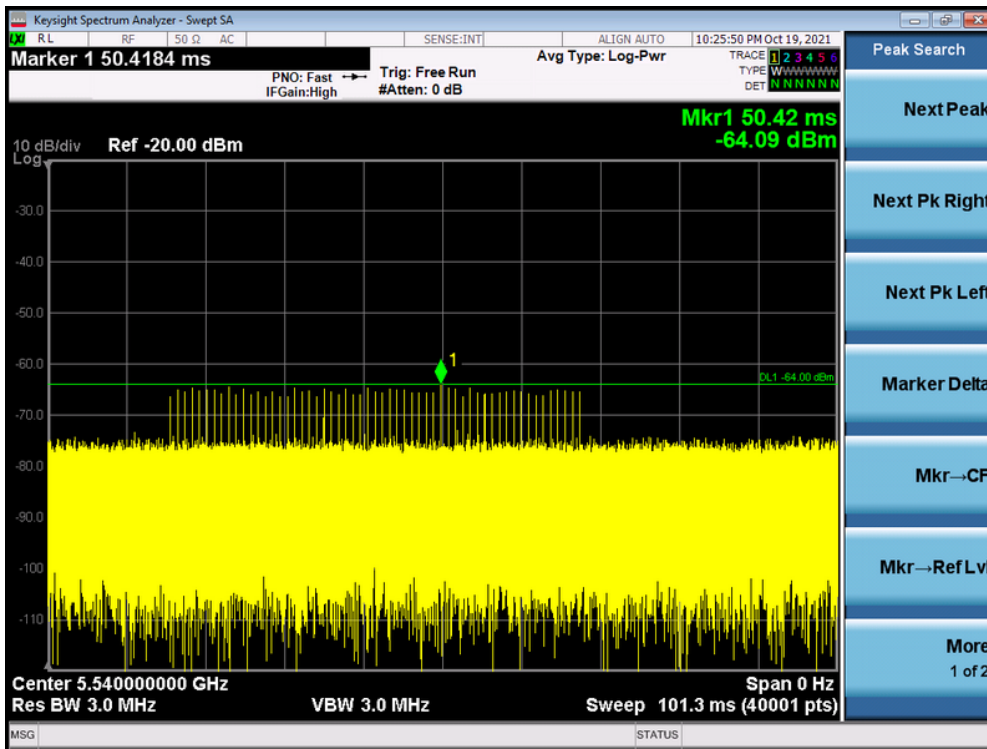 Keysight Spectrum Analyzer - Swept SA
LXI RL RF 50 Ω AC SENSE:INT ALIGN AUTO 10:25:50 PM Oct 19, 2021
Marker 1 50.4184 ms
PNO: Fast
IFGain:High
Trig: Free Run
#Atten: 0 dB
Avg Type: Log-Pwr
TRACE 1 2 3 4 5 6
TYPE WWWWWW
DET N N N N N N
Peak Search
Mkr1 50.42 ms
-64.09 dBm
10 dB/div Ref -20.00 dBm
Log
-30.0
-40.0
-50.0
-60.0
-70.0
-80.0
-90.0
-100
-110
1
DL1 -64.00 dBm
Center 5.540000000 GHz Span 0 Hz
Res BW 3.0 MHz VBW 3.0 MHz Sweep 101.3 ms (40001 pts)
Next Peak
Next Pk Right
Next Pk Left
Marker Delta
Mkr→CF
Mkr→Ref Lvl
More
1 of 2
MSG STATUS